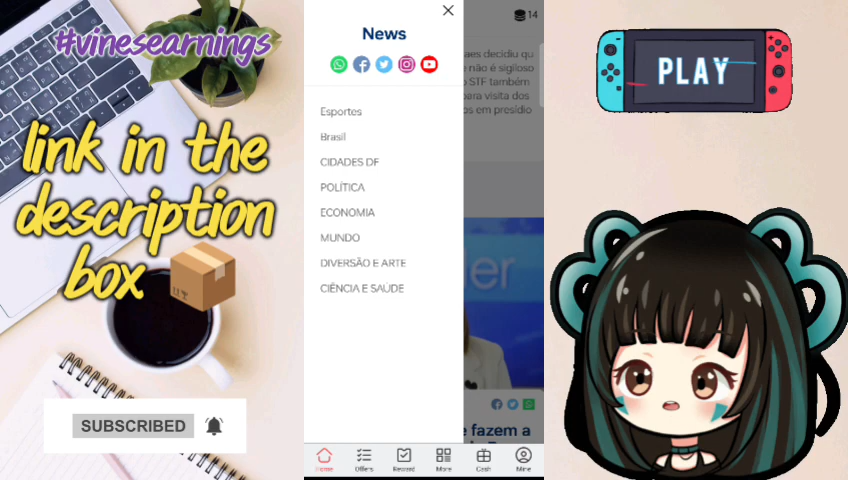 #vinesearnings
link in the
description
box
SUBSCRIBED
News
Esportes
Brasil
CIDADES DF
POLÍTICA
ECONOMIA
MUNDO
DIVERSÃO E ARTE
CIÊNCIA E SAÚDE
14
aes decidiu qu
e não é sigiloso
o STF também
para visita dos
os em presídio
ler
e fazem a
Home
Offers
Reward
More
Cash
Mine
PLAY